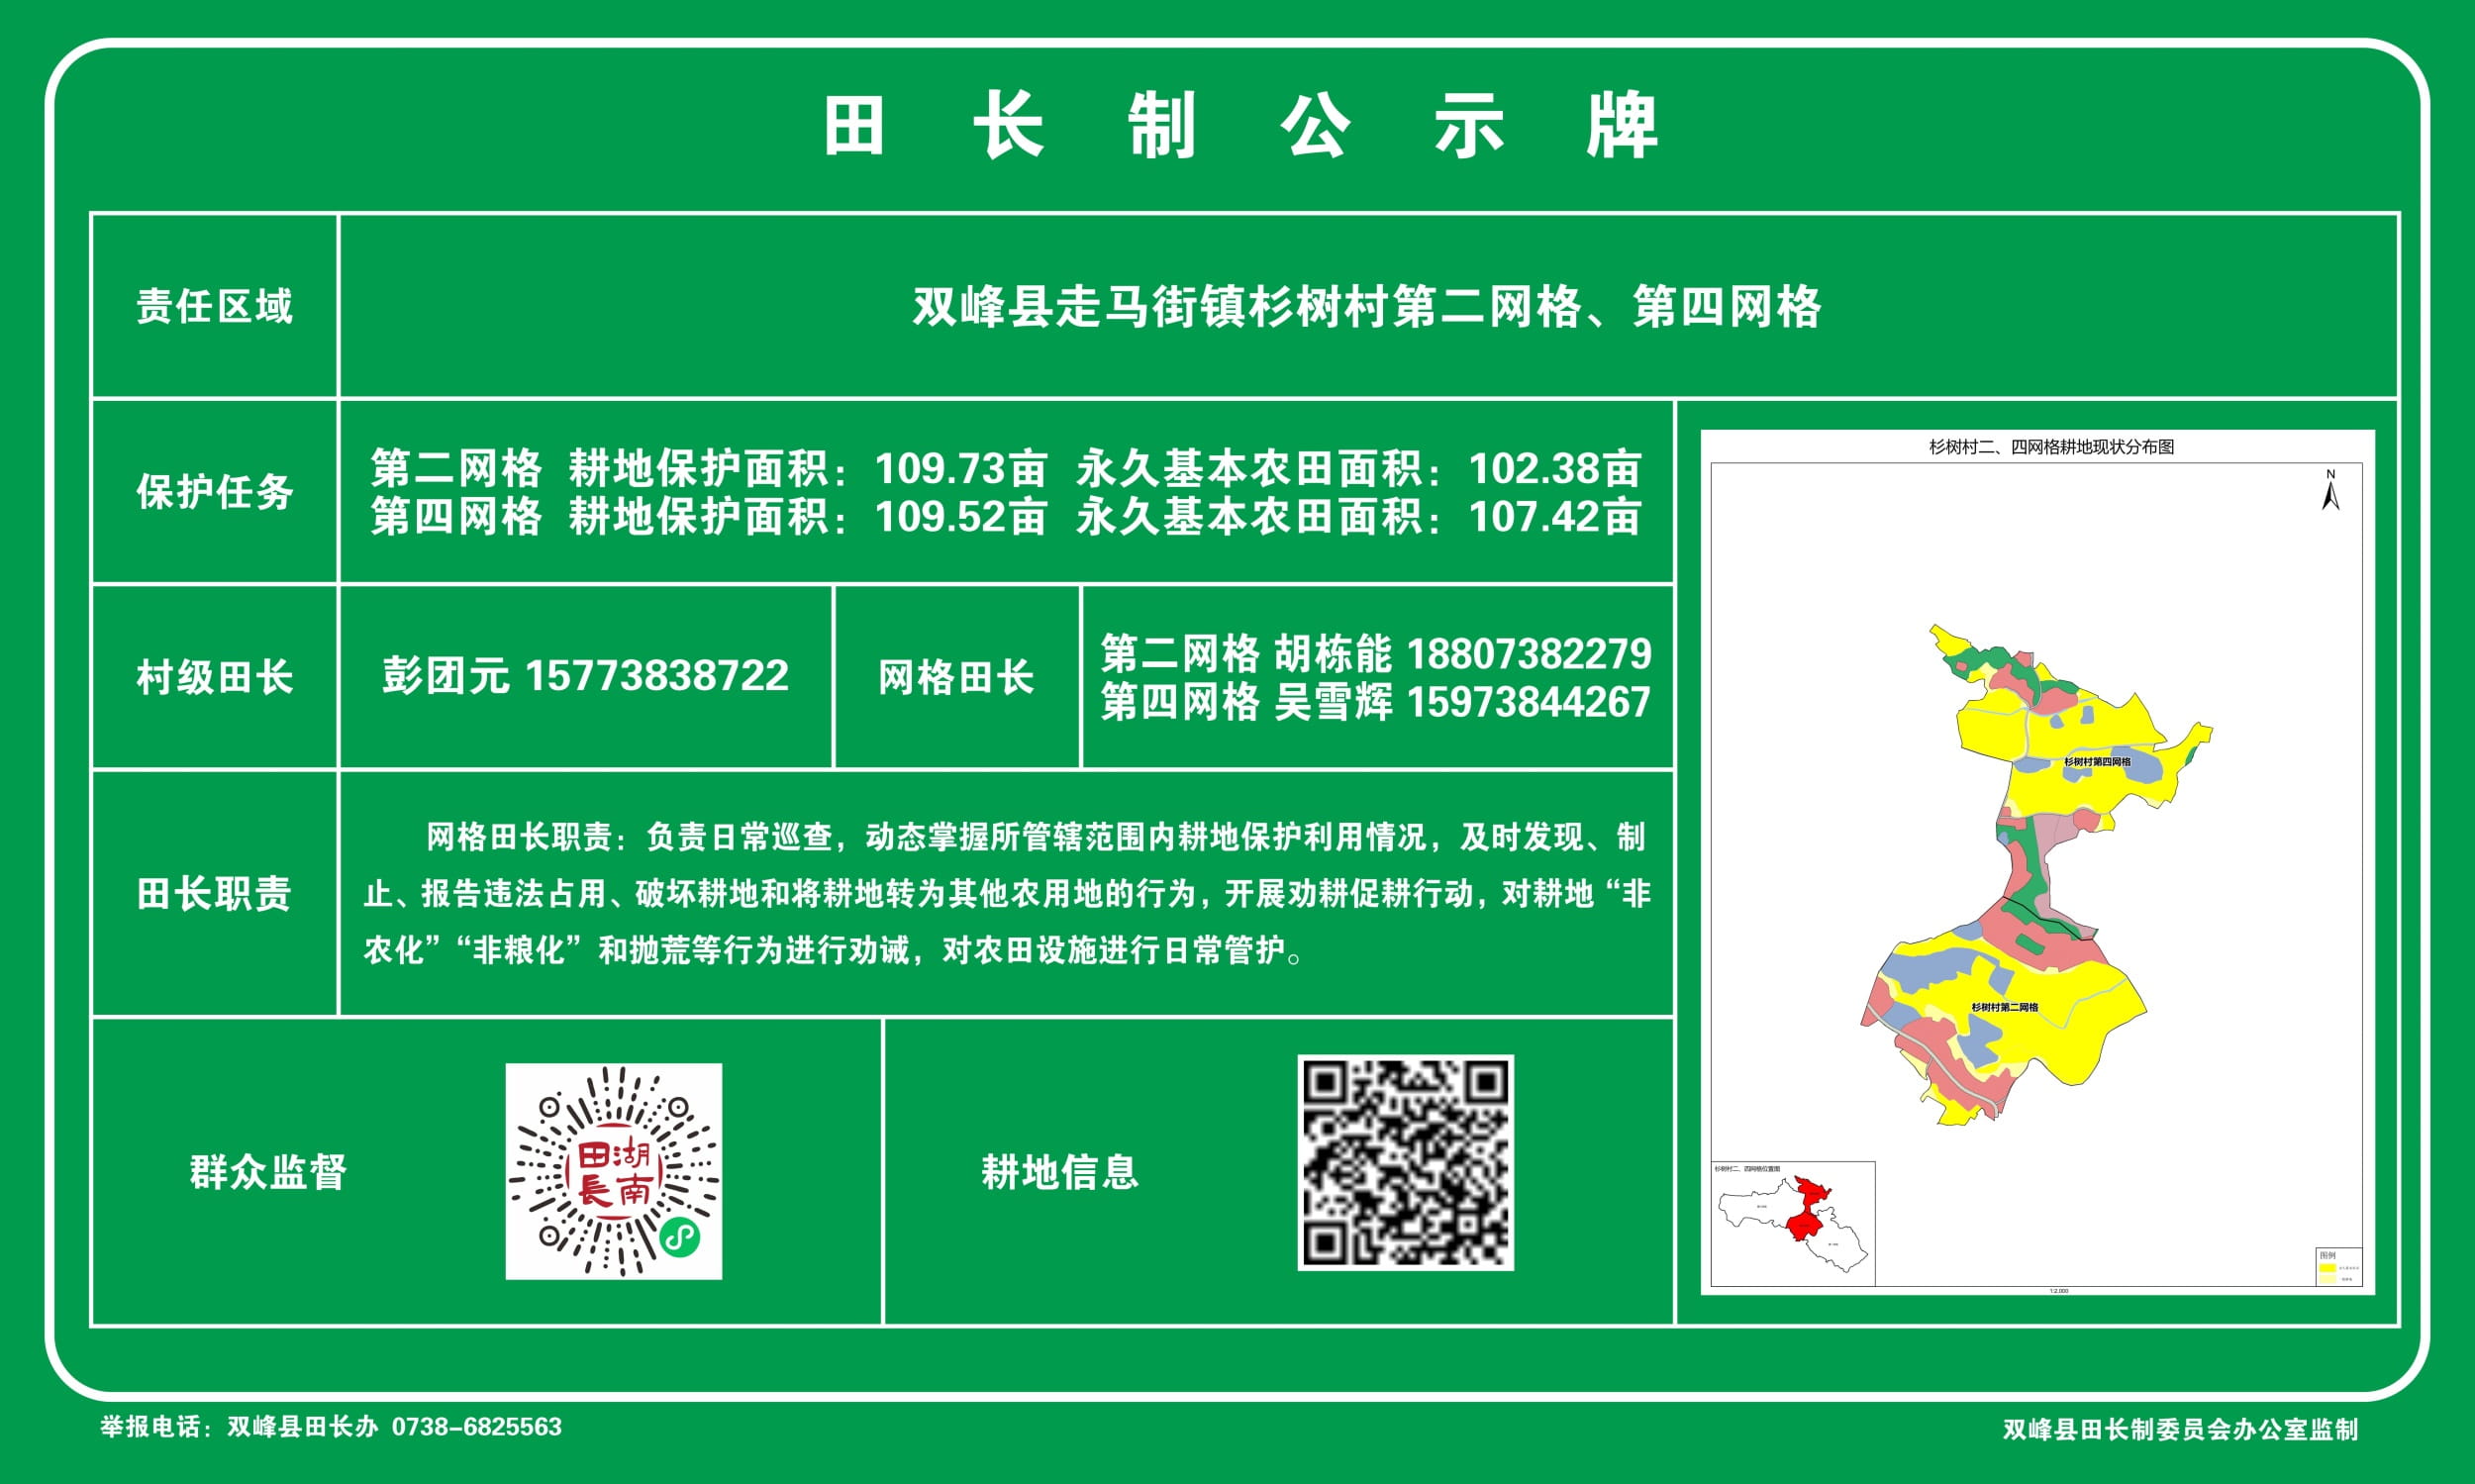 田长制公示牌
责任区域
双峰县走马街镇杉树村第二网格、第四网格
保护任务
第二网格 耕地保护面积：109.73亩 永久基本农田面积：102.38亩
第四网格 耕地保护面积：109.52亩 永久基本农田面积：107.42亩
村级田长
彭团元 15773838722
网格田长
第二网格 胡栋能 18807382279
第四网格 吴雪辉 15973844267
田长职责
网格田长职责：负责日常巡查，动态掌握所管辖范围内耕地保护利用情况，及时发现、制
止、报告违法占用、破坏耕地和将耕地转为其他农用地的行为，开展劝耕促耕行动，对耕地“非
农化”“非粮化”和抛荒等行为进行劝诫，对农田设施进行日常管护。
群众监督
湖南
田長
耕地信息
杉树村二、四网格耕地现状分布图
N
杉树村第四网格
杉树村第二网格
杉树村二、四网格位置图
图例
1:2,000
举报电话：双峰县田长办 0738-6825563
双峰县田长制委员会办公室监制